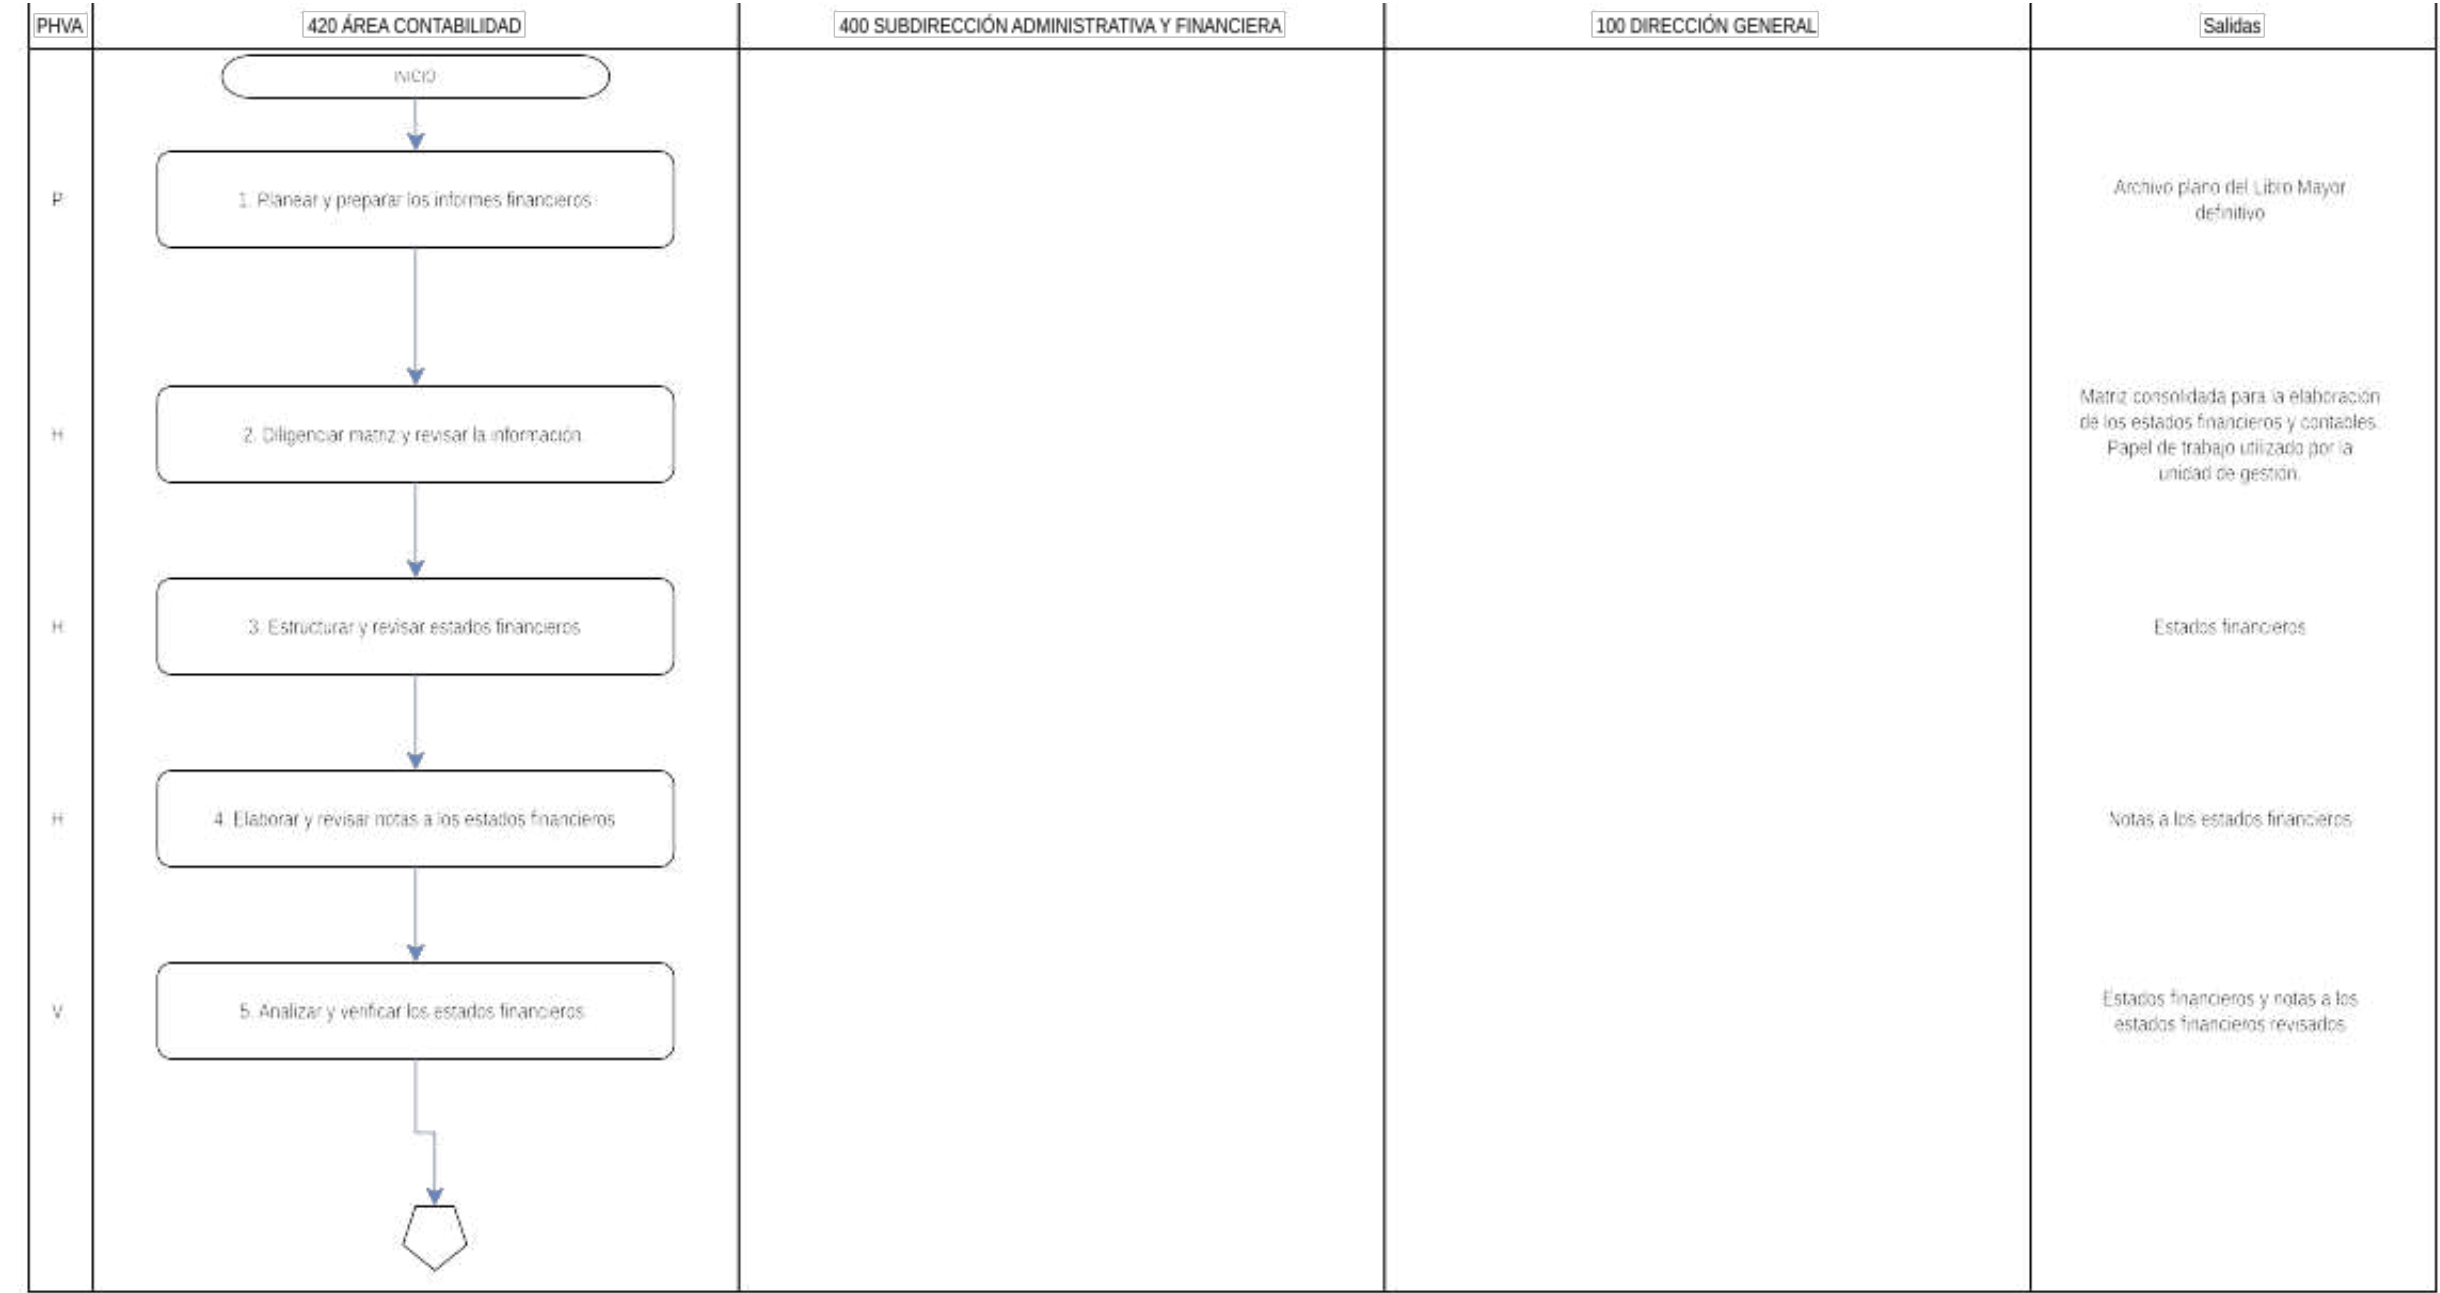 PHVA
420 ÁREA CONTABILIDAD
400 SUBDIRECCIÓN ADMINISTRATIVA Y FINANCIERA
100 DIRECCIÓN GENERAL
Salidas
INICIO
P
1. Planear y preparar los informes financieros
Archivo plano del Libro Mayor
definitivo
H
2. Diligenciar matriz y revisar la información.
Matriz consolidada para la elaboración
de los estados financieros y contables.
Papel de trabajo utilizado por la
unidad de gestión.
H
3. Estructurar y revisar estados financieros
Estados financieros
H
4. Elaborar y revisar notas a los estados financieros
Notas a los estados financieros
V
5. Analizar y verificar los estados financieros
Estados financieros y notas a los
estados financieros revisados